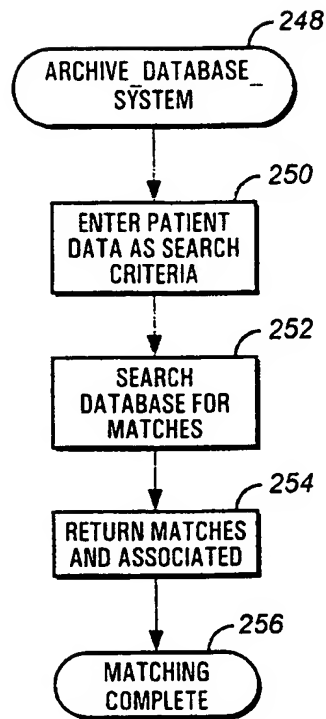 248
ARCHIVE_DATABASE_
SYSTEM
250
ENTER PATIENT
DATA AS SEARCH
CRITERIA
252
SEARCH
DATABASE FOR
MATCHES
254
RETURN MATCHES
AND ASSOCIATED
256
MATCHING
COMPLETE